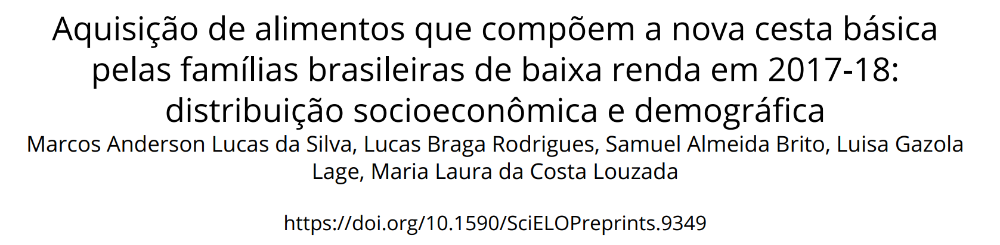 Aquisição de alimentos que compõem a nova cesta básica
pelas famílias brasileiras de baixa renda em 2017-18:
distribuição socioeconômica e demográfica
Marcos Anderson Lucas da Silva, Lucas Braga Rodrigues, Samuel Almeida Brito, Luisa Gazola
Lage, Maria Laura da Costa Louzada
https://doi.org/10.1590/SciELOPreprints.9349